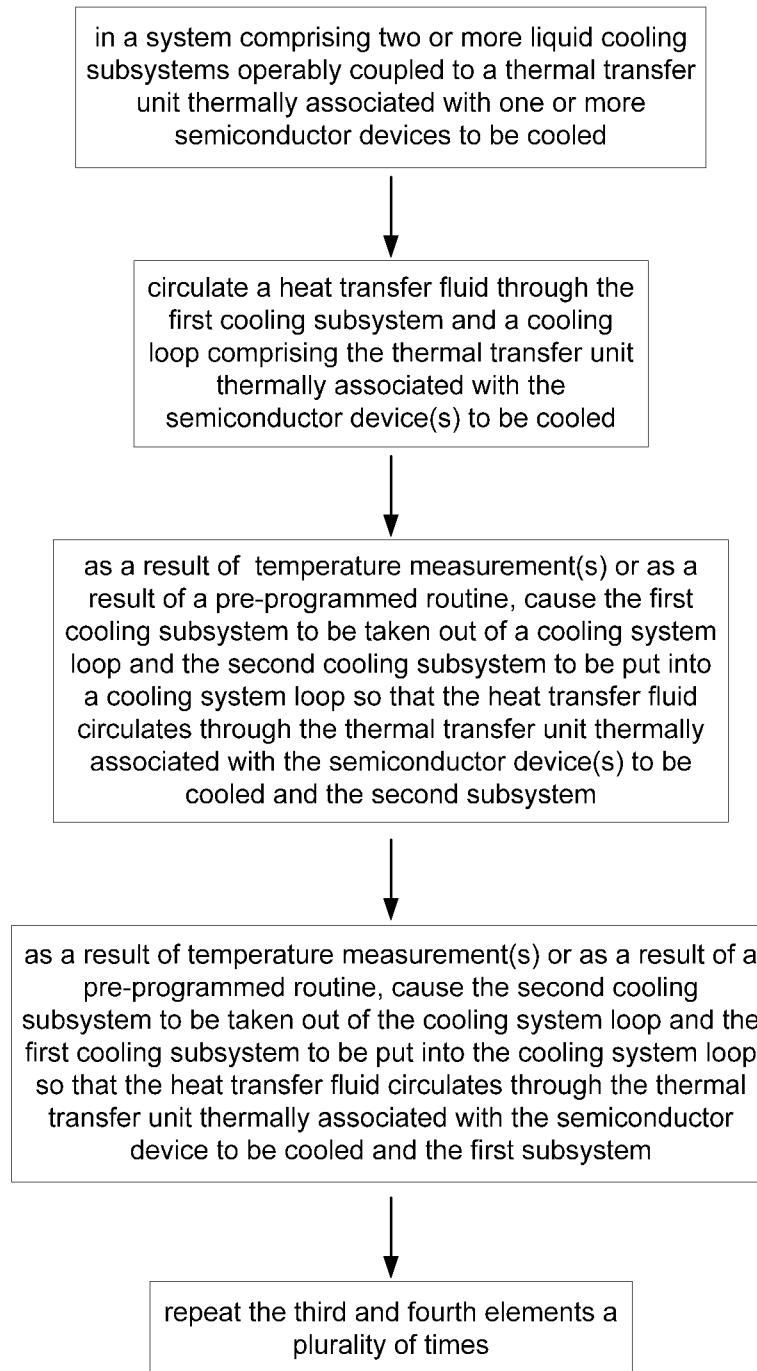 in a system comprising two or more liquid cooling
subsystems operably coupled to a thermal transfer
unit thermally associated with one or more
semiconductor devices to be cooled
circulate a heat transfer fluid through the
first cooling subsystem and a cooling
loop comprising the thermal transfer unit
thermally associated with the
semiconductor device(s) to be cooled
as a result of temperature measurement(s) or as a
result of a pre-programmed routine, cause the first
cooling subsystem to be taken out of a cooling system
loop and the second cooling subsystem to be put into
a cooling system loop so that the heat transfer fluid
circulates through the thermal transfer unit thermally
associated with the semiconductor device(s) to be
cooled and the second subsystem
as a result of temperature measurement(s) or as a result of a
pre-programmed routine, cause the second cooling
subsystem to be taken out of the cooling system loop and the
first cooling subsystem to be put into the cooling system loop
so that the heat transfer fluid circulates through the thermal
transfer unit thermally associated with the semiconductor
device to be cooled and the first subsystem
repeat the third and fourth elements a
plurality of times